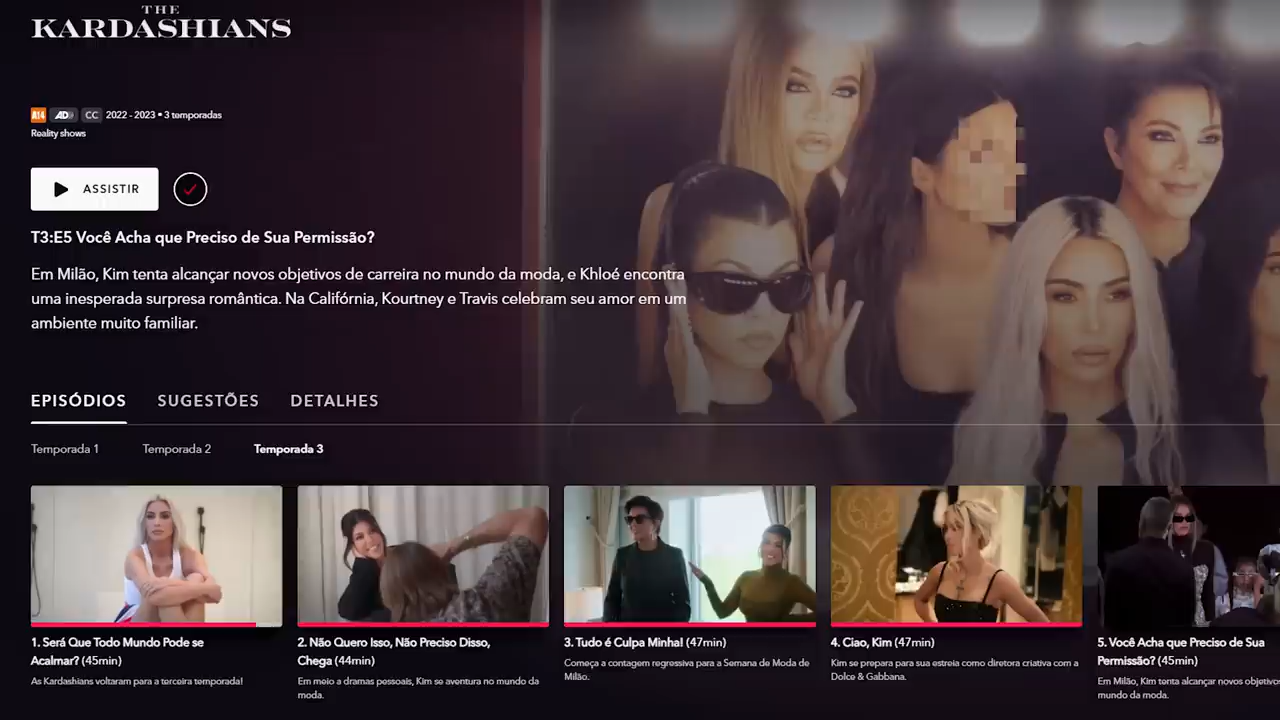 THE
KARDASHIANS
A14 AD CC 2022 - 2023 • 3 temporadas
Reality shows
ASSISTIR
T3:E5 Você Acha que Preciso de Sua Permissão?
Em Milão, Kim tenta alcançar novos objetivos de carreira no mundo da moda, e Khloé encontra
uma inesperada surpresa romântica. Na Califórnia, Kourtney e Travis celebram seu amor em um
ambiente muito familiar.
EPISÓDIOS SUGESTÕES DETALHES
Temporada 1 Temporada 2 Temporada 3
1. Será Que Todo Mundo Pode se
Acalmar? (45min)
As Kardashians voltaram para a terceira temporada!
2. Não Quero Isso, Não Preciso Disso,
Chega (44min)
Em meio a dramas pessoais, Kim se aventura no mundo da
moda.
3. Tudo é Culpa Minha! (47min)
Começa a contagem regressiva para a Semana de Moda de
Milão.
4. Ciao, Kim (47min)
Kim se prepara para sua estreia como diretora criativa com a
Dolce & Gabbana.
5. Você Acha que Preciso de Sua
Permissão? (45min)
Em Milão, Kim tenta alcançar novos objetivos
mundo da moda.